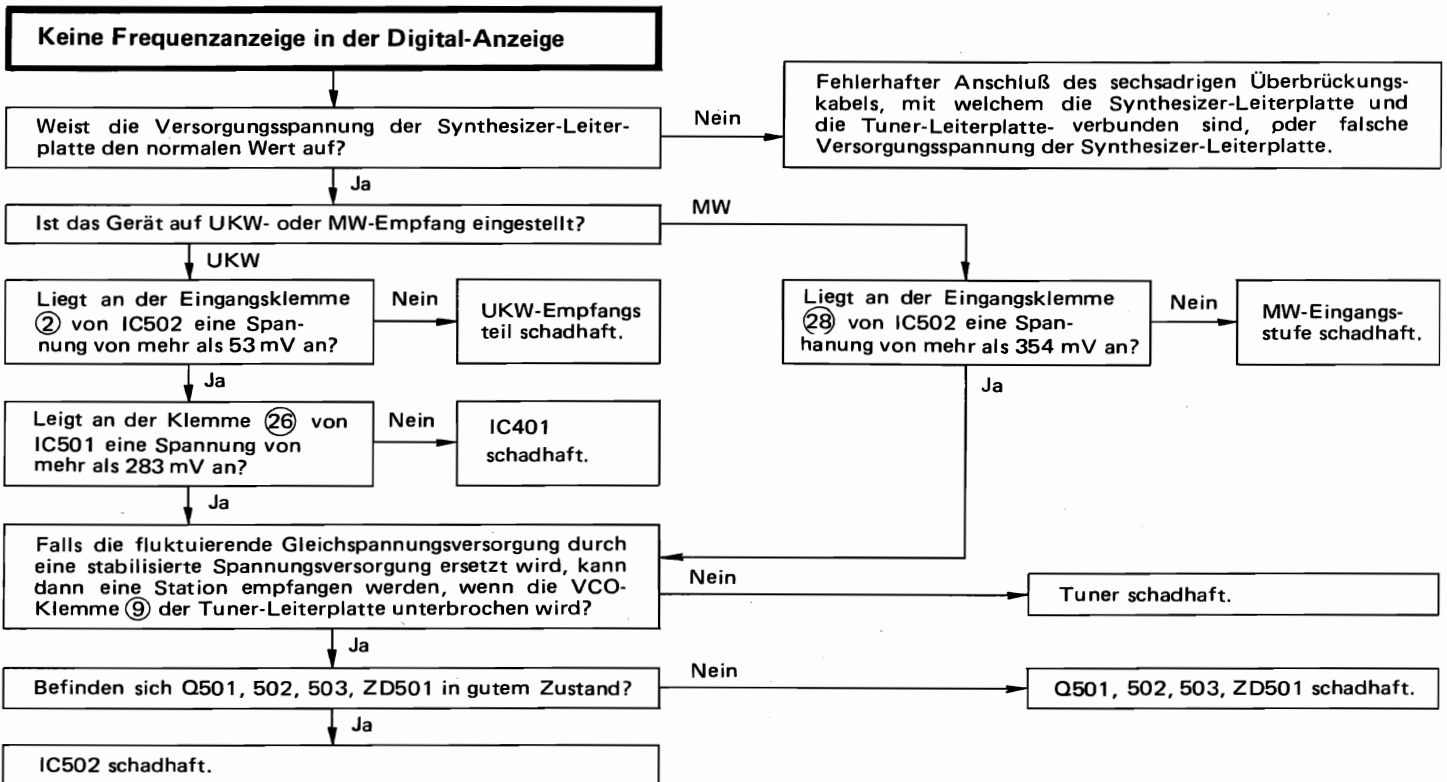 Keine Frequenzanzeige in der Digital-Anzeige
Weist die Versorgungsspannung der Synthesizer-Leiter-
platte den normalen Wert auf?
Nein
Fehlerhafter Anschluß des sechsadrigen Überbrückungs-
kabels, mit welchem die Synthesizer-Leiterplatte und
die Tuner-Leiterplatte- verbunden sind, oder falsche
Versorgungsspannung der Synthesizer-Leiterplatte.
Ja
Ist das Gerät auf UKW- oder MW-Empfang eingestellt?
MW
UKW
Liegt an der Eingangsklemme
② von IC502 eine Span-
nung von mehr als 53 mV an?
Nein
UKW-Empfangs
teil schadhaft.
Liegt an der Eingangsklemme
㉘ von IC502 eine Span-
hanung von mehr als 354 mV an?
Nein
MW-Eingangs-
stufe schadhaft.
Ja
Ja
Leigt an der Klemme ㉖ von
IC501 eine Spannung von
mehr als 283 mV an?
Nein
IC401
schadhaft.
Ja
Falls die fluktuierende Gleichspannungsversorgung durch
eine stabilisierte Spannungsversorgung ersetzt wird, kann
dann eine Station empfangen werden, wenn die VCO-
Klemme ⑨ der Tuner-Leiterplatte unterbrochen wird?
Nein
Tuner schadhaft.
Ja
Befinden sich Q501, 502, 503, ZD501 in gutem Zustand?
Nein
Q501, 502, 503, ZD501 schadhaft.
Ja
IC502 schadhaft.